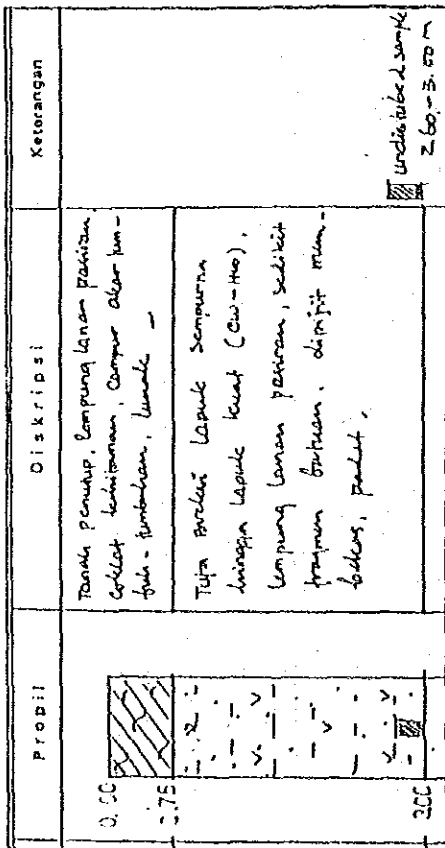 Propil
Diskripsi
Keterangan
0.00
0.75
3.00
Tanah penutup, lempung lanau pasiran,
coklat kehitaman, campur akar tum-
buh-tumbuhan, lunak -
Tufa Breksi Lapuk Sempurna
hingga Lapuk kuat (CW-HW),
lempung lanau pasiran, sedikit
fragmen batuan, dipijit mem-
bekas, padat.
undisturbed sample
2.60-3.00 m